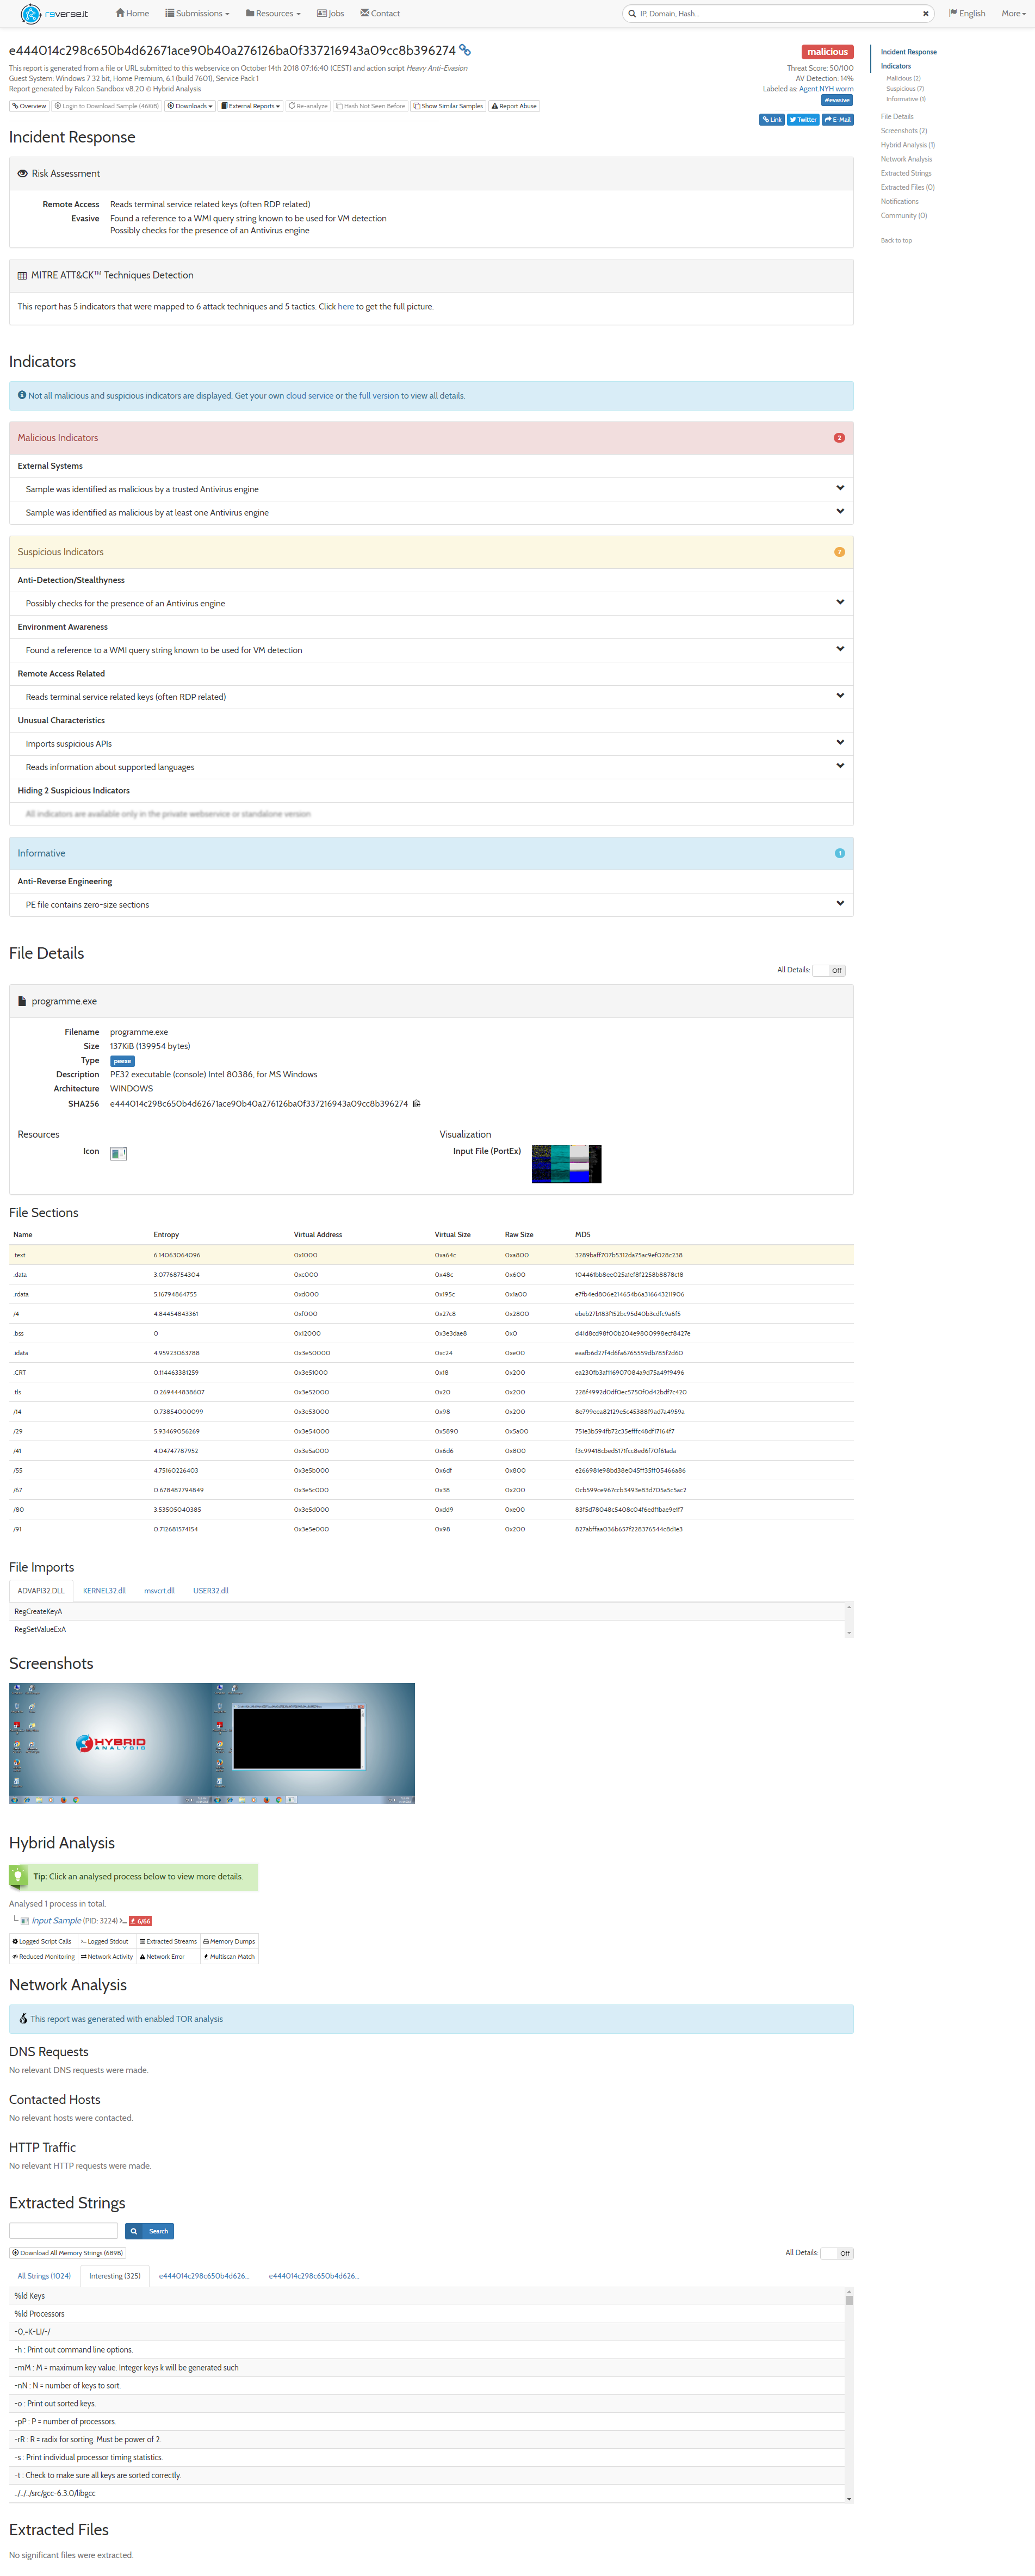 reverse.it
Home Submissions Resources Jobs Contact IP, Domain, Hash... English More
e444014c298c650b4d62671ace90b40a276126ba0f337216943a09cc8b396274
malicious
This report is generated from a file or URL submitted to this webservice on October 14th 2018 07:16:40 (CEST) and action script Heavy Anti-Evasion
Guest System: Windows 7 32 bit, Home Premium, 6.1 (build 7601), Service Pack 1
Report generated by Falcon Sandbox v8.20 © Hybrid Analysis
Threat Score: 50/100
AV Detection: 14%
Labeled as: Agent.NYH worm
#evasive
Overview Login to Download Sample (46KiB) Downloads External Reports Re-analyze Hash Not Seen Before Show Similar Samples Report Abuse
Link Twitter E-Mail
Incident Response
Indicators
Malicious (2)
Suspicious (7)
Informative (1)
File Details
Screenshots (2)
Hybrid Analysis (1)
Network Analysis
Extracted Strings
Extracted Files (0)
Notifications
Community (0)
Back to top
Incident Response
Risk Assessment
Remote Access Reads terminal service related keys (often RDP related)
Evasive Found a reference to a WMI query string known to be used for VM detection
Possibly checks for the presence of an Antivirus engine
MITRE ATT&CK™ Techniques Detection
This report has 5 indicators that were mapped to 6 attack techniques and 5 tactics. Click here to get the full picture.
Indicators
Not all malicious and suspicious indicators are displayed. Get your own cloud service or the full version to view all details.
Malicious Indicators 2
External Systems
Sample was identified as malicious by a trusted Antivirus engine
Sample was identified as malicious by at least one Antivirus engine
Suspicious Indicators 7
Anti-Detection/Stealthyness
Possibly checks for the presence of an Antivirus engine
Environment Awareness
Found a reference to a WMI query string known to be used for VM detection
Remote Access Related
Reads terminal service related keys (often RDP related)
Unusual Characteristics
Imports suspicious APIs
Reads information about supported languages
Hiding 2 Suspicious Indicators
All indicators are available only in the private webservice or standalone version
Informative 1
Anti-Reverse Engineering
PE file contains zero-size sections
File Details
All Details: Off
programme.exe
Filename programme.exe
Size 137KiB (139954 bytes)
Type peexe
Description PE32 executable (console) Intel 80386, for MS Windows
Architecture WINDOWS
SHA256 e444014c298c650b4d62671ace90b40a276126ba0f337216943a09cc8b396274
Resources Visualization
Icon Input File (PortEx)
File Sections
Name Entropy Virtual Address Virtual Size Raw Size MD5
.text 6.14063064096 0x1000 0xa64c 0xa800 3289baff707b5312da75ac9ef028c238
.data 3.07768754304 0xc000 0x48c 0x600 104461bb8ee025a1ef8f2258b8878c18
.rdata 5.16794864755 0xd000 0x195c 0x1a00 e7fb4ed806e214654b6a316643211906
/4 4.84454843361 0xf000 0x27c8 0x2800 ebeb27b183f152bc95d40b3cdfc9a6f5
.bss 0 0x12000 0x3e3dae8 0x0 d41d8cd98f00b204e9800998ecf8427e
.idata 4.95923063788 0x3e50000 0xc24 0xe00 eaafb6d27f4d6fa6765559db785f2d60
.CRT 0.114463381259 0x3e51000 0x18 0x200 ea230fb3af116907084a9d75a49f9496
.tls 0.269444838607 0x3e52000 0x20 0x200 228f4992d0df0ec5750f0d42bdf7c420
/14 0.73854000099 0x3e53000 0x98 0x200 8e799eea82129e5c45388f9ad7a4959a
/29 5.93469056269 0x3e54000 0x5890 0x5a00 751e3b594fb72c35efffc48df17164f7
/41 4.04747787952 0x3e5a000 0x6d6 0x800 f3c99418cbed5171fcc8ed6f70f61ada
/55 4.75160226403 0x3e5b000 0x6df 0x800 e266981e98bd38e045ff35ff05466a86
/67 0.678482794849 0x3e5c000 0x38 0x200 0cb599ce967ccb3493e83d705a5c5ac2
/80 3.53505040385 0x3e5d000 0xdd9 0xe00 83f5d78048c5408c04f6edf1bae9e1f7
/91 0.712681574154 0x3e5e000 0x98 0x200 827abffaa036b657f228376544c8d1e3
File Imports
ADVAPI32.DLL KERNEL32.dll msvcrt.dll USER32.dll
RegCreateKeyA
RegSetValueExA
Screenshots
HYBRID
ANALYSIS
Hybrid Analysis
Tip: Click an analysed process below to view more details.
Analysed 1 process in total.
Input Sample (PID: 3224) 6/66
Logged Script Calls Logged Stdout Extracted Streams Memory Dumps
Reduced Monitoring Network Activity Network Error Multiscan Match
Network Analysis
This report was generated with enabled TOR analysis
DNS Requests
No relevant DNS requests were made.
Contacted Hosts
No relevant hosts were contacted.
HTTP Traffic
No relevant HTTP requests were made.
Extracted Strings
Search
Download All Memory Strings (689B)
All Details: Off
All Strings (1024) Interesting (325) e444014c298c650b4d626... e444014c298c650b4d626...
%ld Keys
%ld Processors
-0.=K-LI/-/
-h : Print out command line options.
-mM : M = maximum key value. Integer keys k will be generated such
-nN : N = number of keys to sort.
-o : Print out sorted keys.
-pP : P = number of processors.
-rR : R = radix for sorting. Must be power of 2.
-s : Print individual processor timing statistics.
-t : Check to make sure all keys are sorted correctly.
../../../src/gcc-6.3.0/libgcc
Extracted Files
No significant files were extracted.